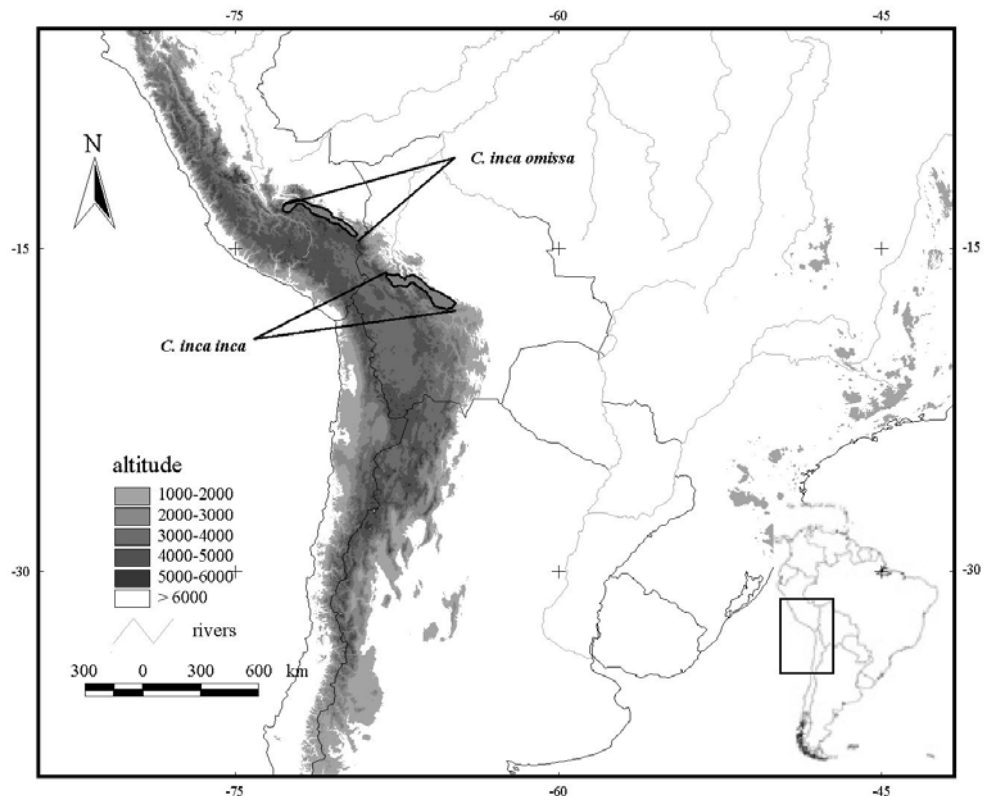 -75 -60 -45
N
C. inca omissa
-15 -15
C. inca inca
altitude
1000-2000
2000-3000
3000-4000
4000-5000
5000-6000
> 6000
rivers
-30 -30
300 0 300 600 km
-75 -60 -45